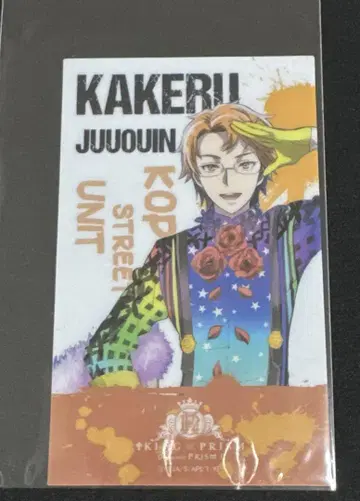 KAKERU
JUUOUIN
KOP
STREET
UNIT
KING OF PRISM